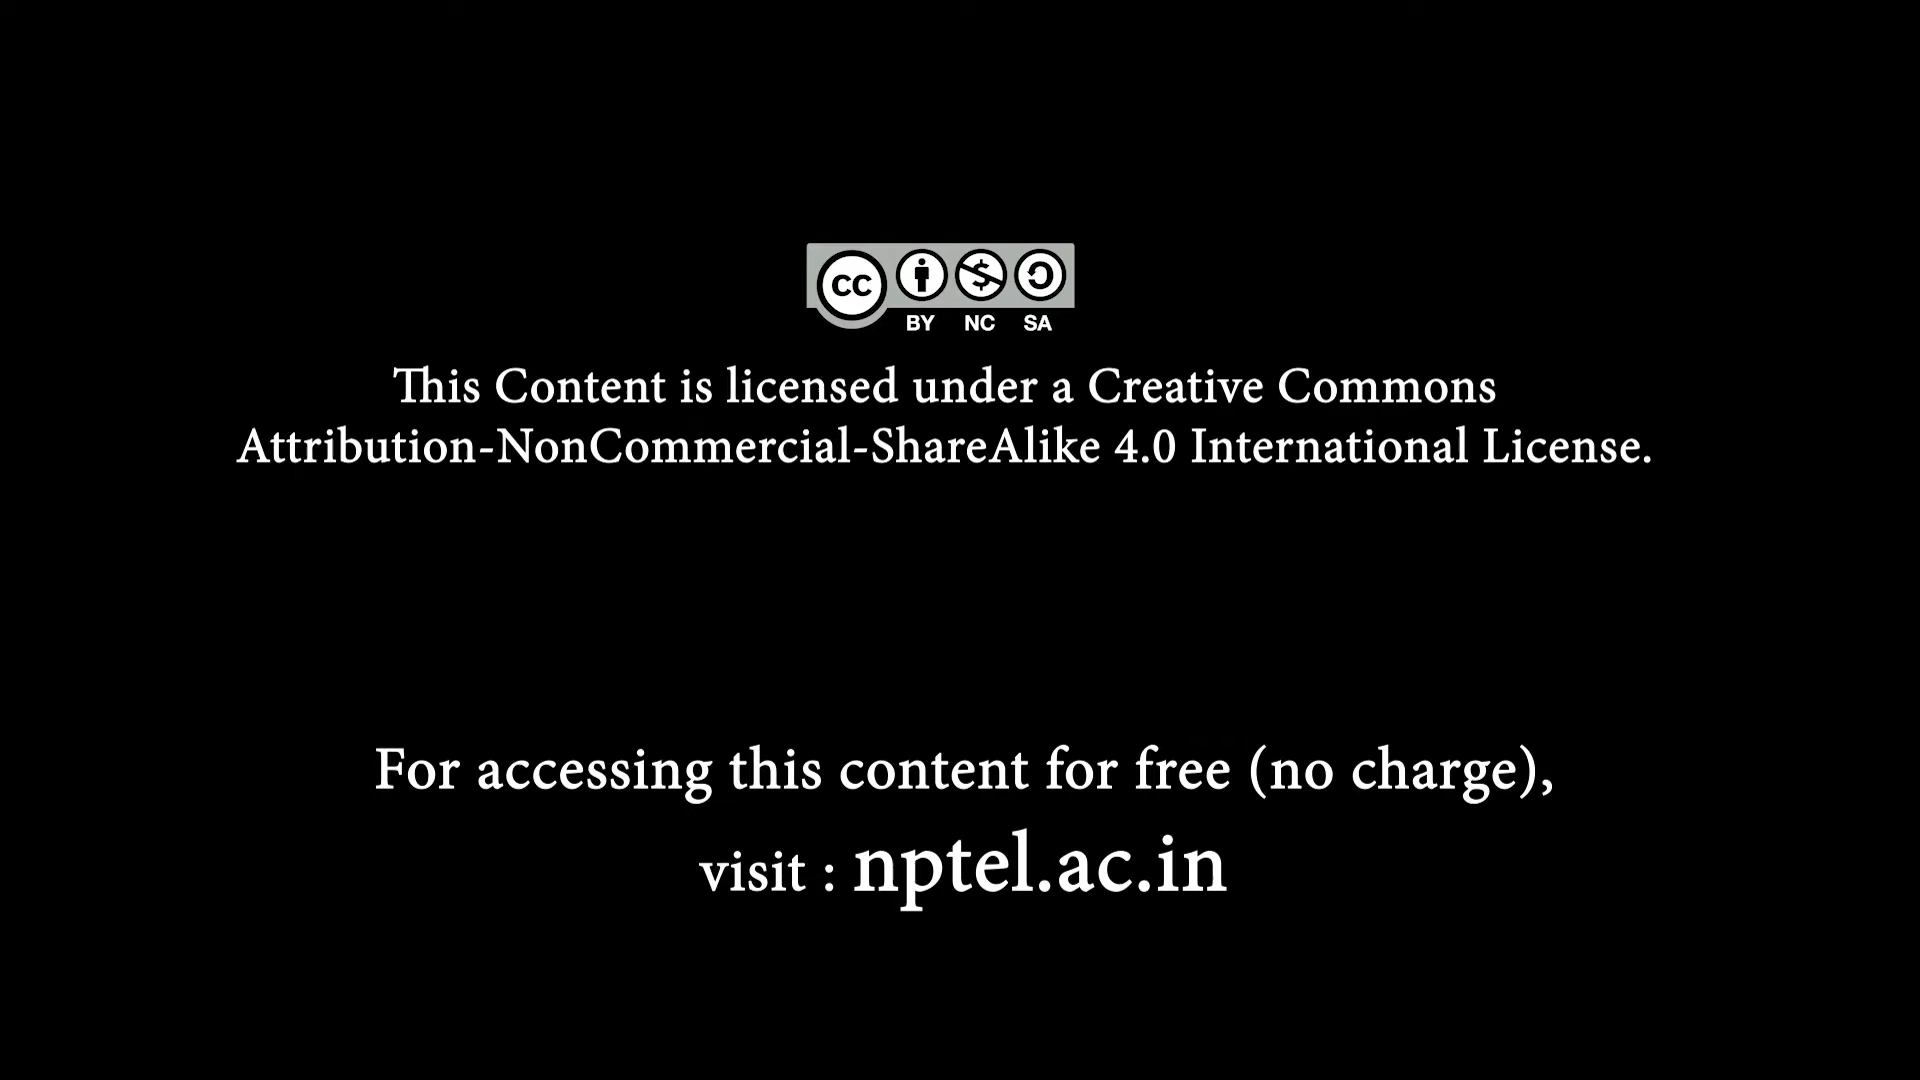 CC BY NC SA
This Content is licensed under a Creative Commons
Attribution-NonCommercial-ShareAlike 4.0 International License.
For accessing this content for free (no charge),
visit : nptel.ac.in